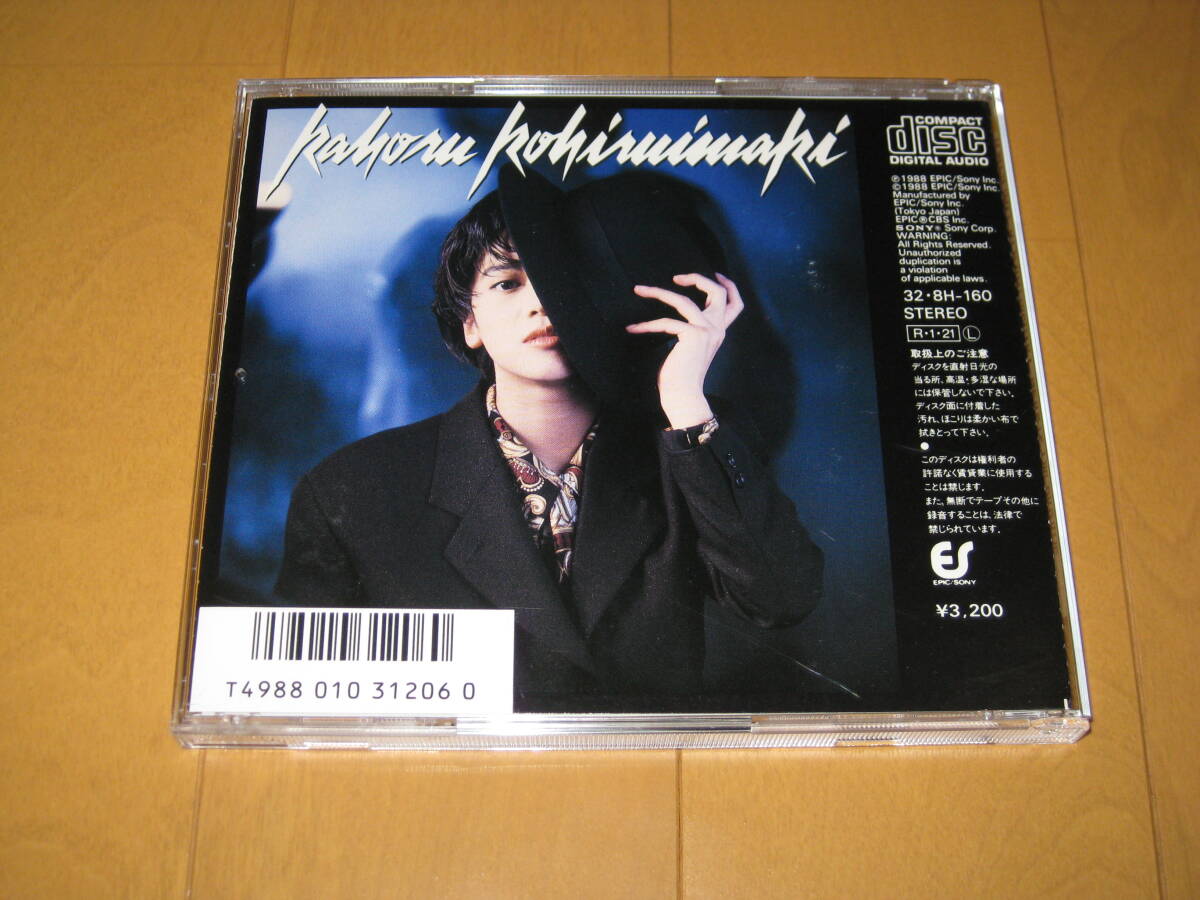 kahoru kohiruimaki
COMPACT
disc
DIGITAL AUDIO
℗1988 EPIC/Sony Inc.
©1988 EPIC/Sony Inc.
Manufactured by
EPIC/Sony Inc.
(Tokyo Japan)
EPIC®CBS Inc.
SONY® Sony Corp.
WARNING:
All Rights Reserved.
Unauthorized
duplication is
a violation
of applicable laws.
32・8H-160
STEREO
R・1・21 Ⓛ
取扱上のご注意
ディスクを直射日光の
当る所、高温・多湿な場所
には保管しないで下さい。
ディスク面に付着した
汚れ、ほこりは柔かい布で
拭きとって下さい。
●
このディスクは権利者の
許諾なく賃貸業に使用する
ことは禁じます。
また、無断でテープその他に
録音することは、法律で
禁じられています。
ES
EPIC/SONY
¥3,200
T4988 010 31206 0